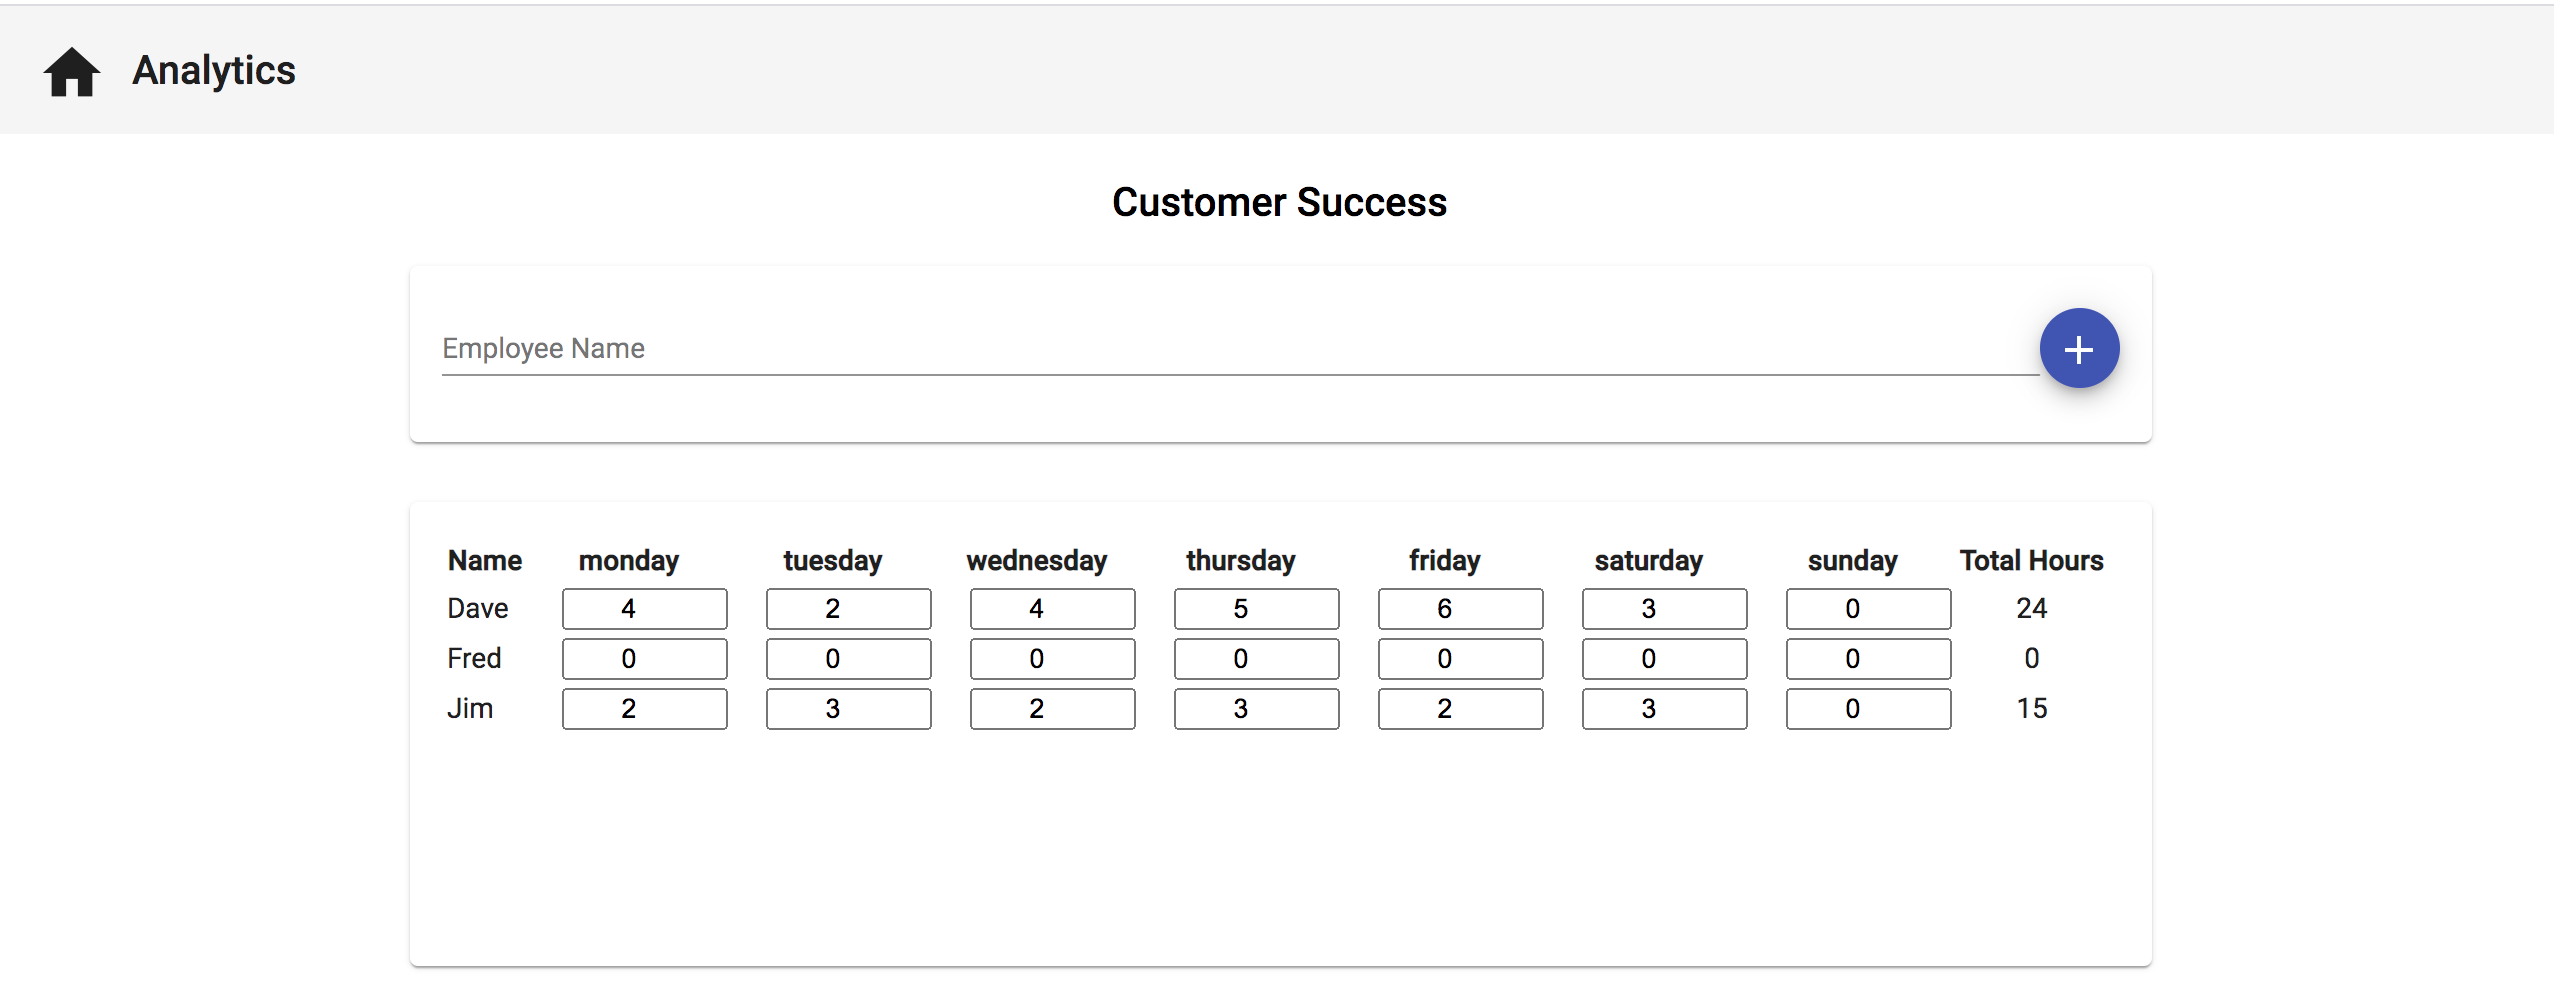 Analytics
Customer Success
Employee Name
Name monday tuesday wednesday thursday friday saturday sunday Total Hours
Dave 4 2 4 5 6 3 0 24
Fred 0 0 0 0 0 0 0 0
Jim 2 3 2 3 2 3 0 15